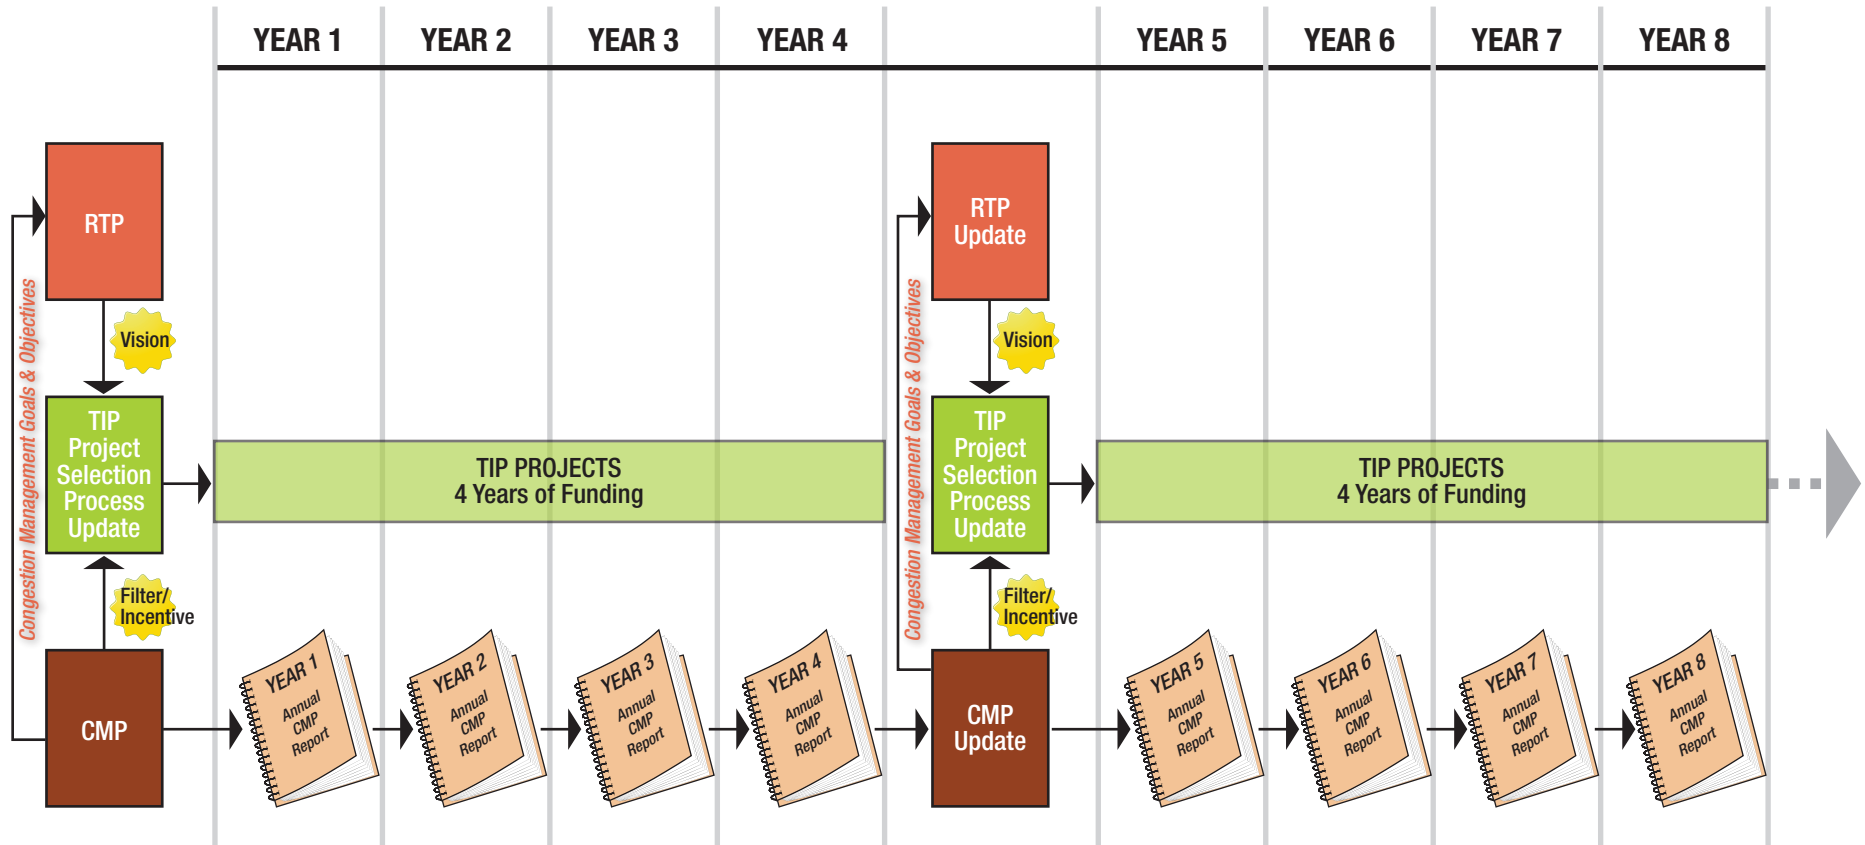 YEAR 1
YEAR 2
YEAR 3
YEAR 4
YEAR 5
YEAR 6
YEAR 7
YEAR 8
Congestion Management Goals & Objectives
RTP
Vision
TIP
Project
Selection
Process
Update
Filter/
Incentive
CMP
TIP PROJECTS
4 Years of Funding
YEAR 1
Annual
CMP
Report
YEAR 2
Annual
CMP
Report
YEAR 3
Annual
CMP
Report
YEAR 4
Annual
CMP
Report
Congestion Management Goals & Objectives
RTP
Update
Vision
TIP
Project
Selection
Process
Update
Filter/
Incentive
CMP
Update
TIP PROJECTS
4 Years of Funding
YEAR 5
Annual
CMP
Report
YEAR 6
Annual
CMP
Report
YEAR 7
Annual
CMP
Report
YEAR 8
Annual
CMP
Report